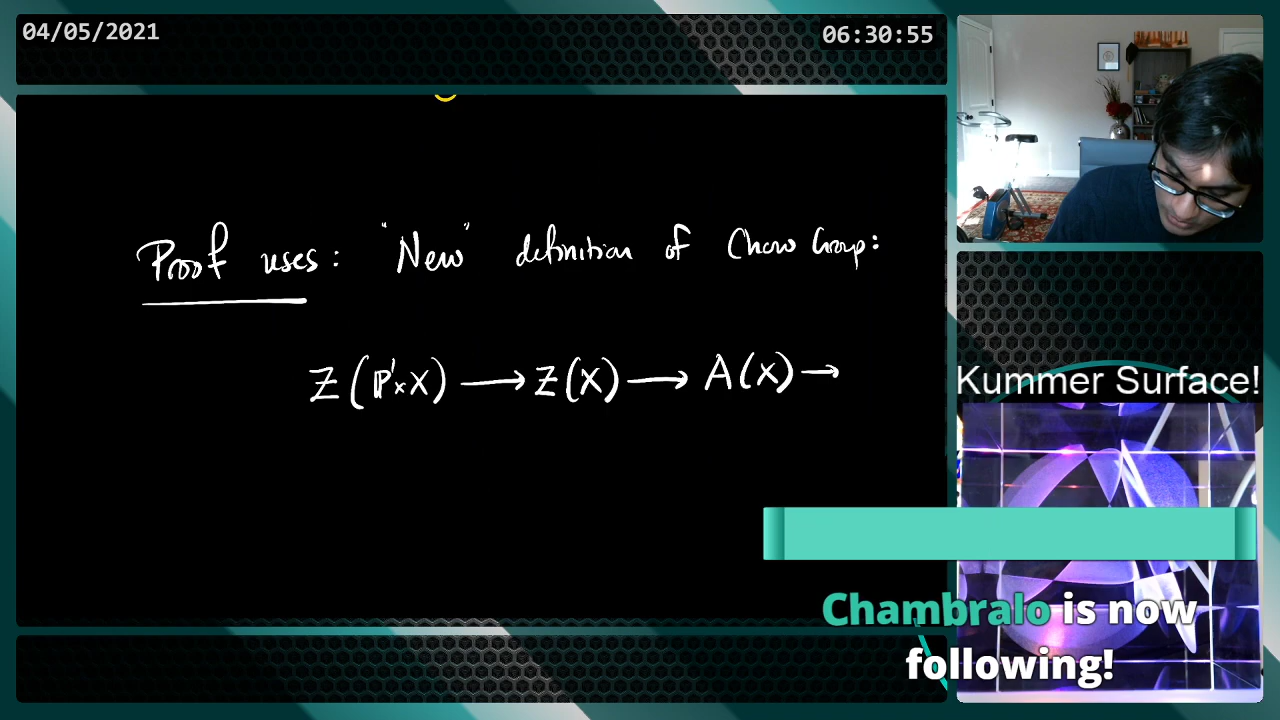 04/05/2021
06:30:55
Proof uses: "New" definition of Chow Group:
Z(ℙ¹×X) → Z(X) → A(X) →
Kummer Surface!
Chambralo is now
following!